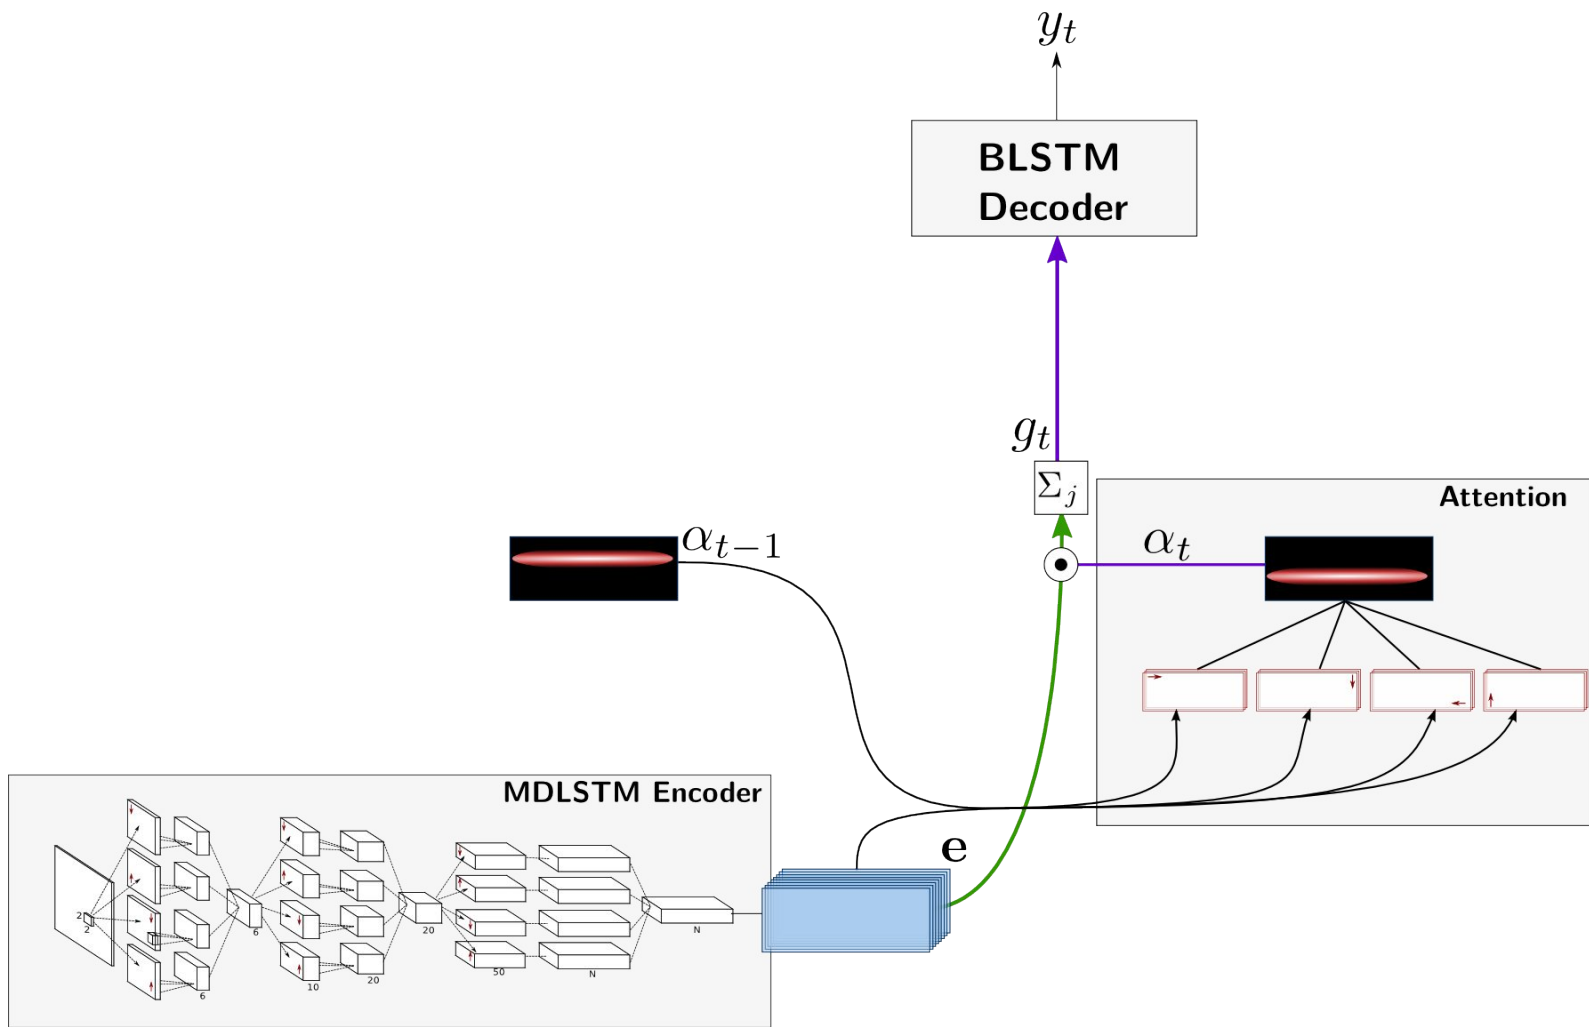 y_t
BLSTM
Decoder
g_t
Σ_j
Attention
α_{t−1}
α_t
MDLSTM Encoder
e
2
2
6
6
10
20
20
50
N
N